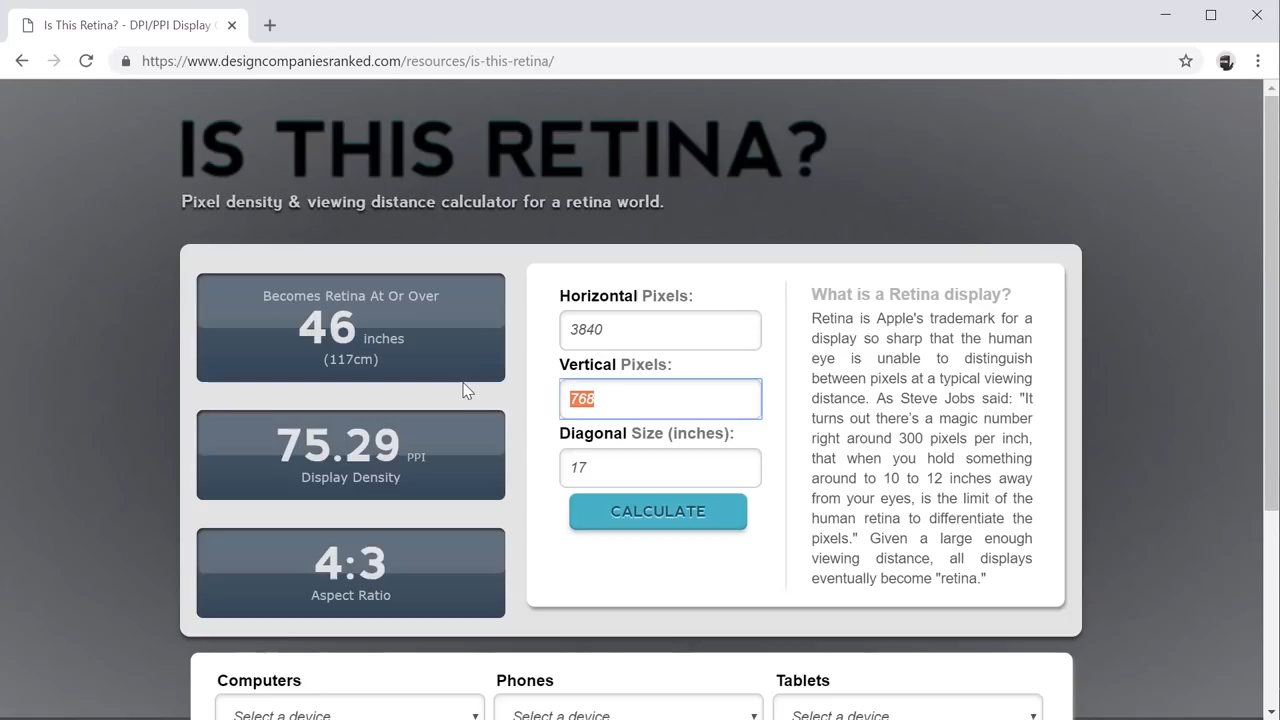 Is This Retina? - DPI/PPI Display
https://www.designcompaniesranked.com/resources/is-this-retina/
IS THIS RETINA?
Pixel density & viewing distance calculator for a retina world.
Becomes Retina At Or Over
46 inches
(117cm)
75.29 PPI
Display Density
4:3
Aspect Ratio
Horizontal Pixels:
3840
Vertical Pixels:
768
Diagonal Size (inches):
17
CALCULATE
What is a Retina display?
Retina is Apple's trademark for a
display so sharp that the human
eye is unable to distinguish
between pixels at a typical viewing
distance. As Steve Jobs said: "It
turns out there's a magic number
right around 300 pixels per inch,
that when you hold something
around to 10 to 12 inches away
from your eyes, is the limit of the
human retina to differentiate the
pixels." Given a large enough
viewing distance, all displays
eventually become "retina."
Computers
Select a device
Phones
Select a device
Tablets
Select a device